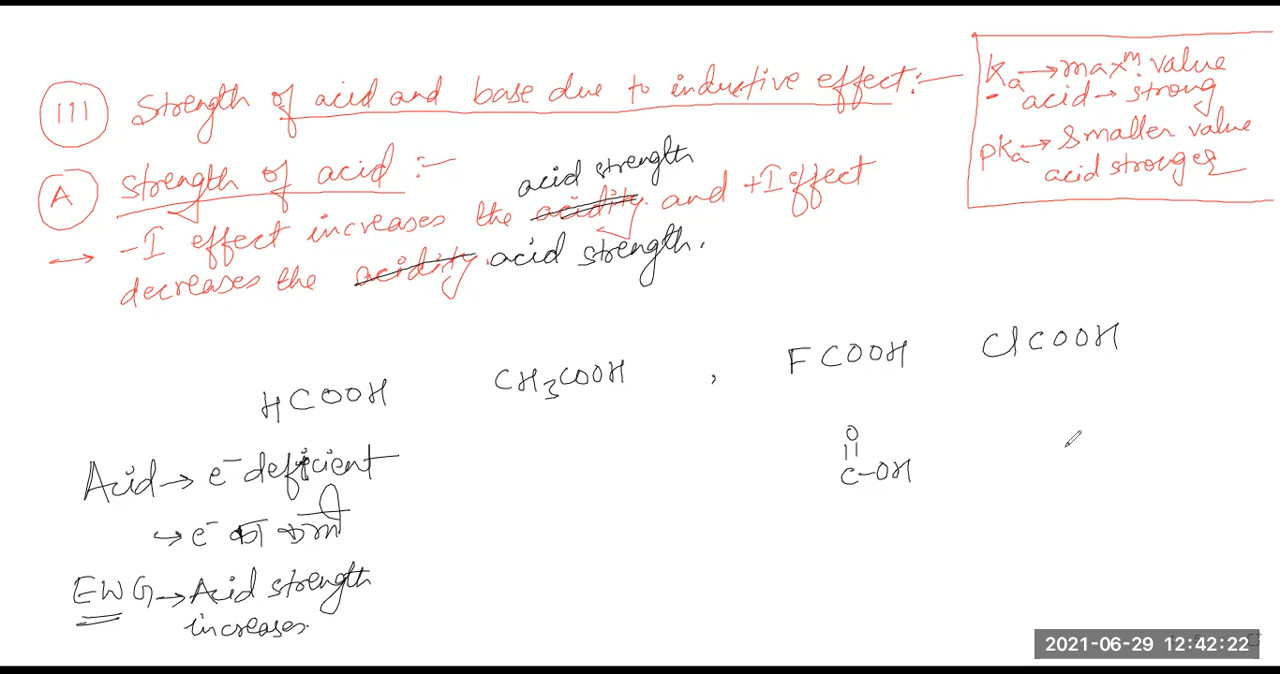 III Strength of acid and base due to inductive effect :-
Ka → maxm value
acid → strong
pKa → Smaller value
acid stronger
A Strength of acid :-
acid strength
→ -I effect increases the acidity and +I effect
decreases the acidity. acid strength.
HCOOH CH3COOH , FCOOH ClCOOH
O
||
C-OH
Acid → e- deficient
↳ e- का
EWG → Acid strength
increases.
2021-06-29 12:42:22